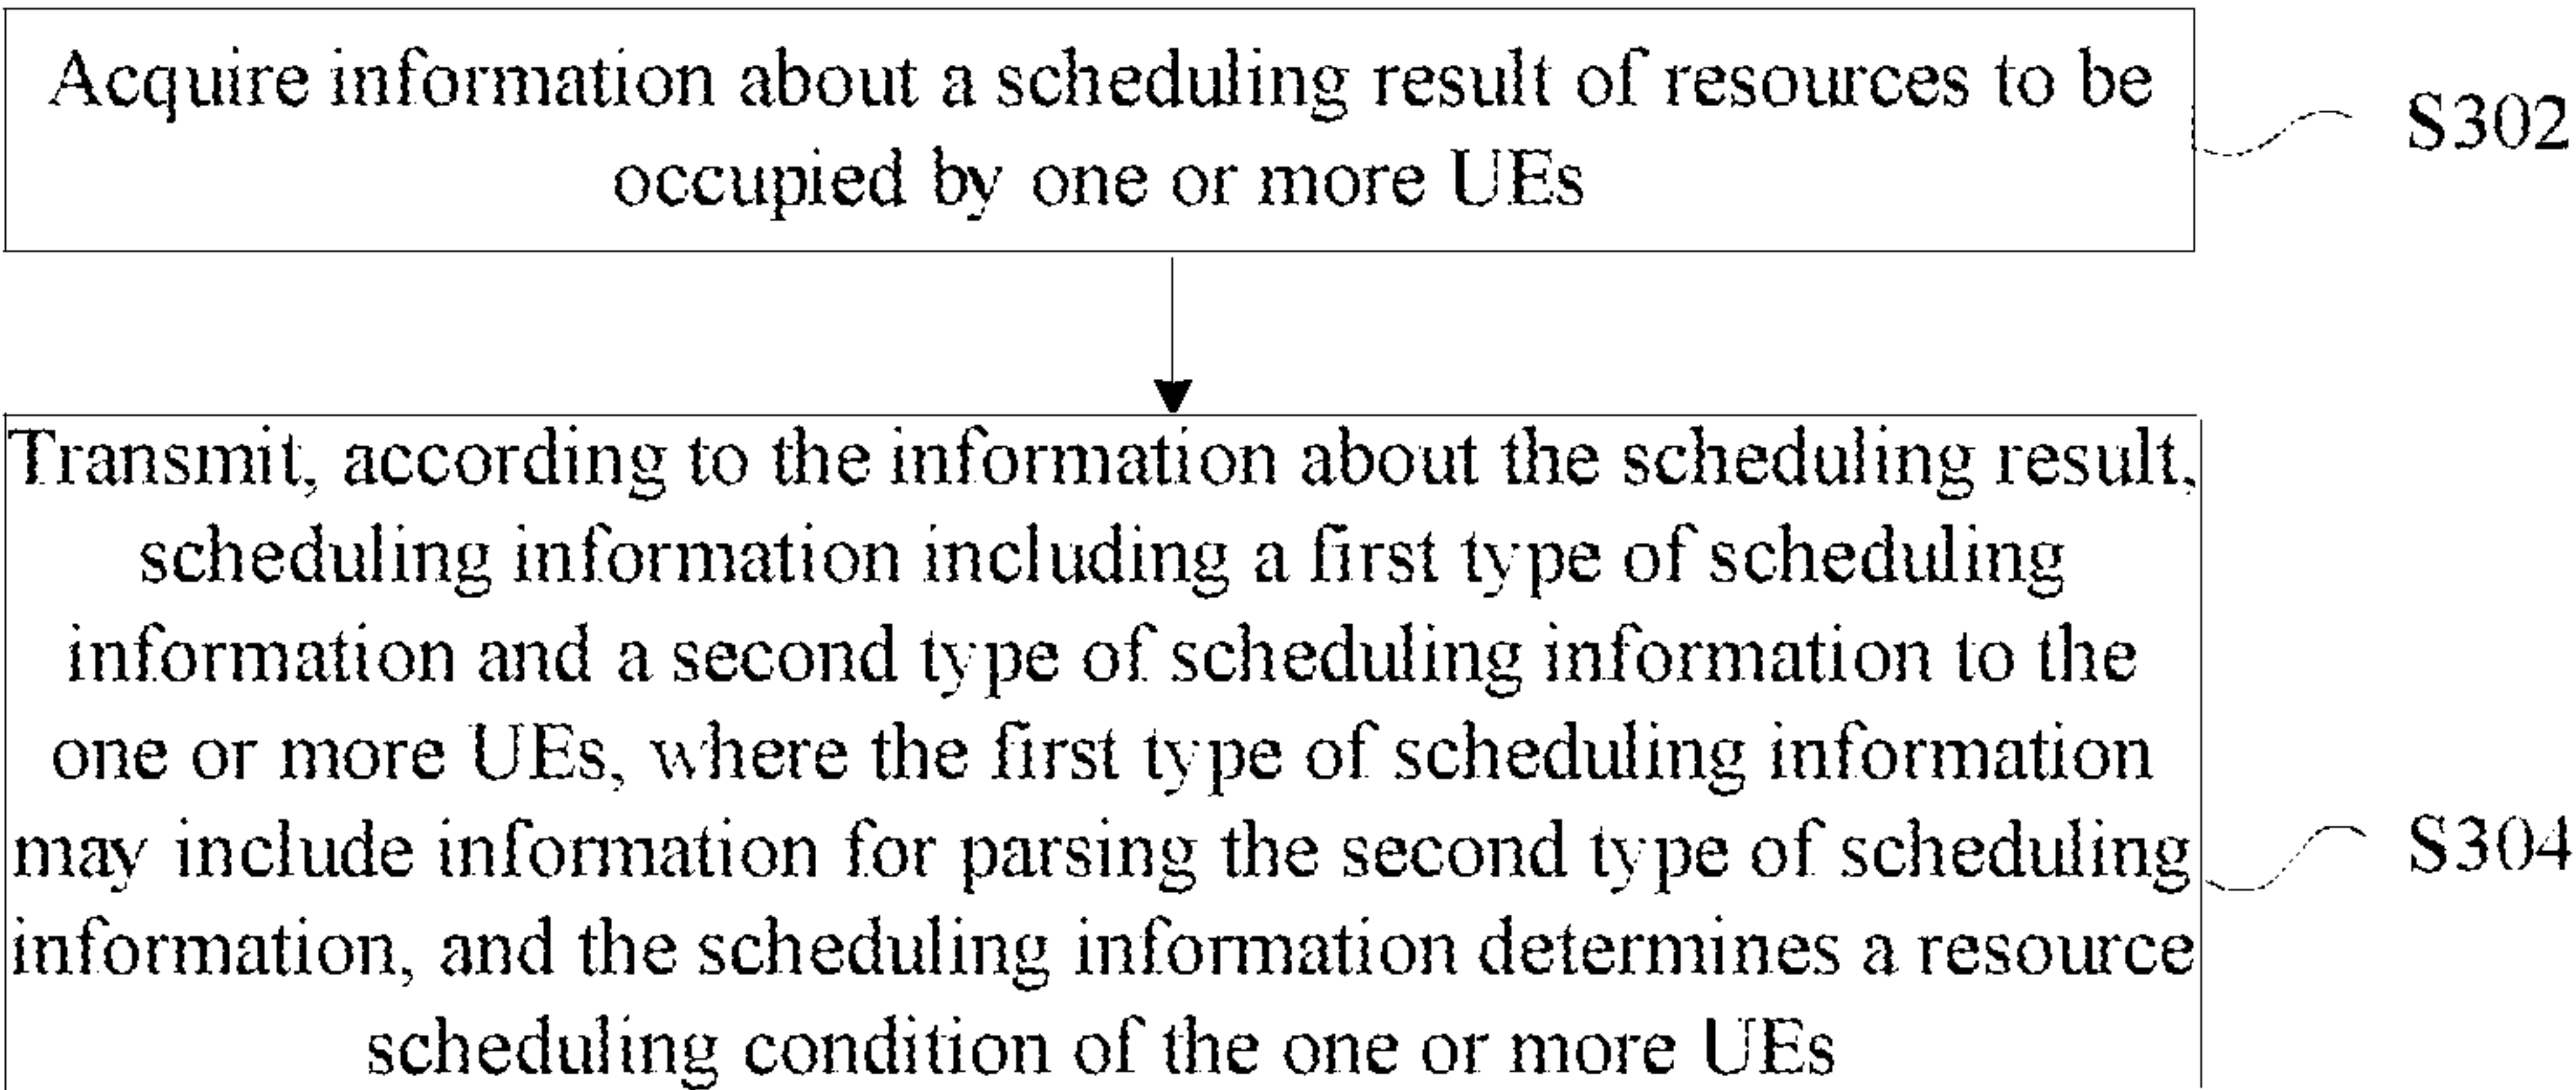 Acquire information about a scheduling result of resources to be
occupied by one or more UEs
S302
Transmit, according to the information about the scheduling result,
scheduling information including a first type of scheduling
information and a second type of scheduling information to the
one or more UEs, where the first type of scheduling information
may include information for parsing the second type of scheduling
information, and the scheduling information determines a resource
scheduling condition of the one or more UEs
S304